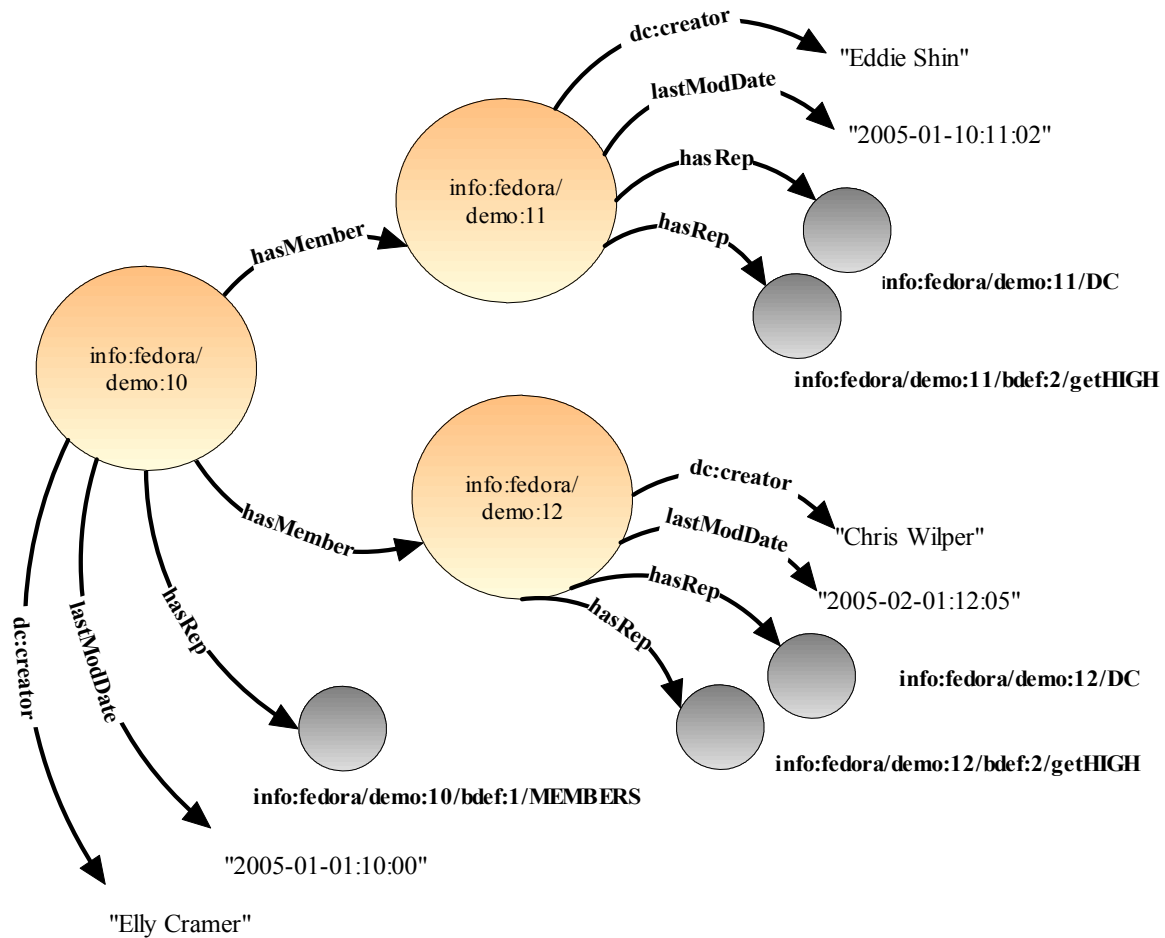 dc:creator
"Eddie Shin"
lastModDate
"2005-01-10:11:02"
hasRep
info:fedora/
demo:11
hasRep
hasMember
info:fedora/demo:11/DC
info:fedora/
demo:10
info:fedora/demo:11/bdef:2/getHIGH
info:fedora/
demo:12
dc:creator
hasMember
lastModDate
"Chris Wilper"
hasRep
"2005-02-01:12:05"
hasRep
hasRep
lastModDate
dc:creator
info:fedora/demo:12/DC
info:fedora/demo:12/bdef:2/getHIGH
info:fedora/demo:10/bdef:1/MEMBERS
"2005-01-01:10:00"
"Elly Cramer"